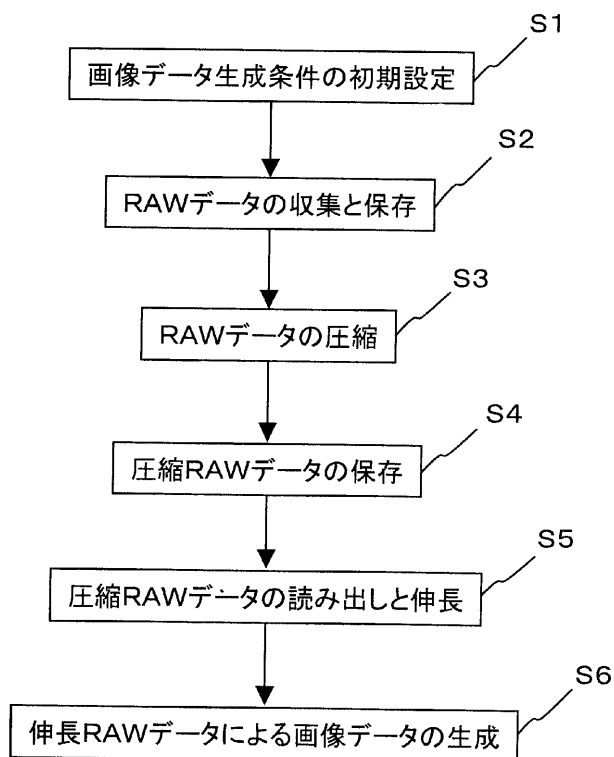 S1
画像データ生成条件の初期設定
S2
RAWデータの収集と保存
S3
RAWデータの圧縮
S4
圧縮RAWデータの保存
S5
圧縮RAWデータの読み出しと伸長
S6
伸長RAWデータによる画像データの生成